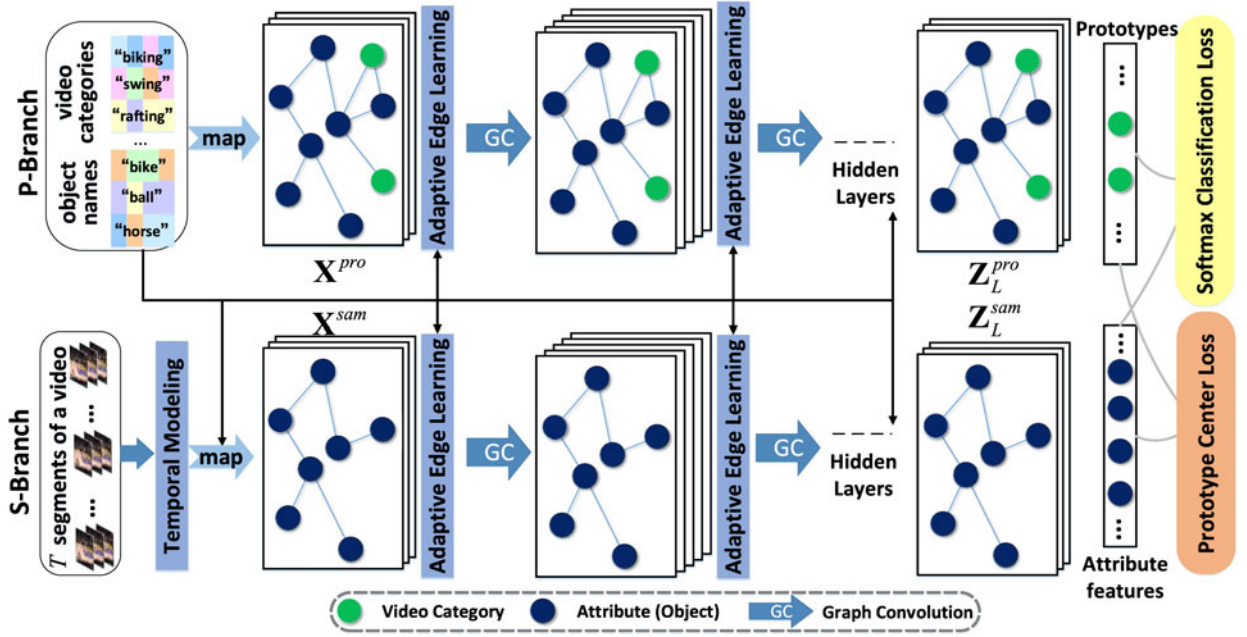 P-Branch
video categories
object names
“biking”
“swing”
“rafting”
...
“bike”
“ball”
“horse”
map
X^pro
Adaptive Edge Learning
GC
Adaptive Edge Learning
GC
Hidden
Layers
Z_L^pro
Prototypes
...
...
Softmax Classification Loss
S-Branch
T segments of a video
...
...
Temporal Modeling
map
X^sam
Adaptive Edge Learning
GC
Adaptive Edge Learning
GC
Hidden
Layers
Z_L^sam
...
...
Attribute
features
Prototype Center Loss
Video Category
Attribute (Object)
GC
Graph Convolution